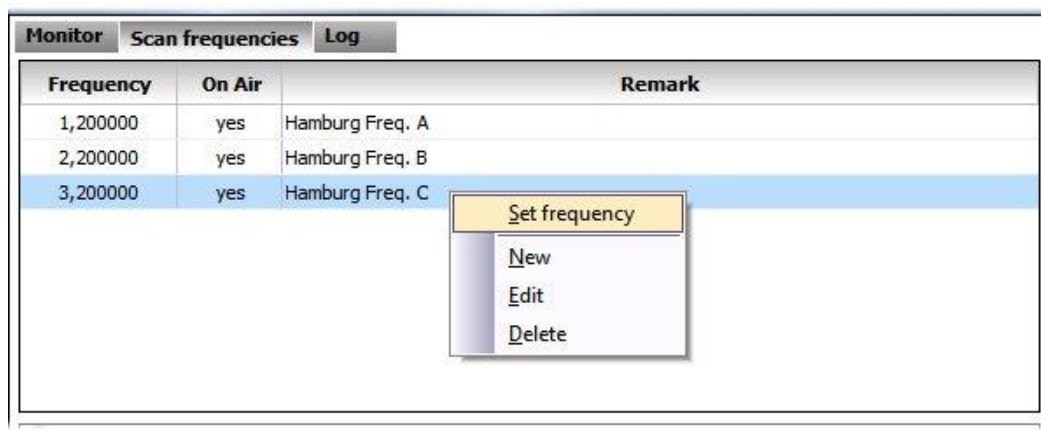 Monitor Scan frequencies Log
Frequency On Air Remark
1,200000 yes Hamburg Freq. A
2,200000 yes Hamburg Freq. B
3,200000 yes Hamburg Freq. C
Set frequency
New
Edit
Delete